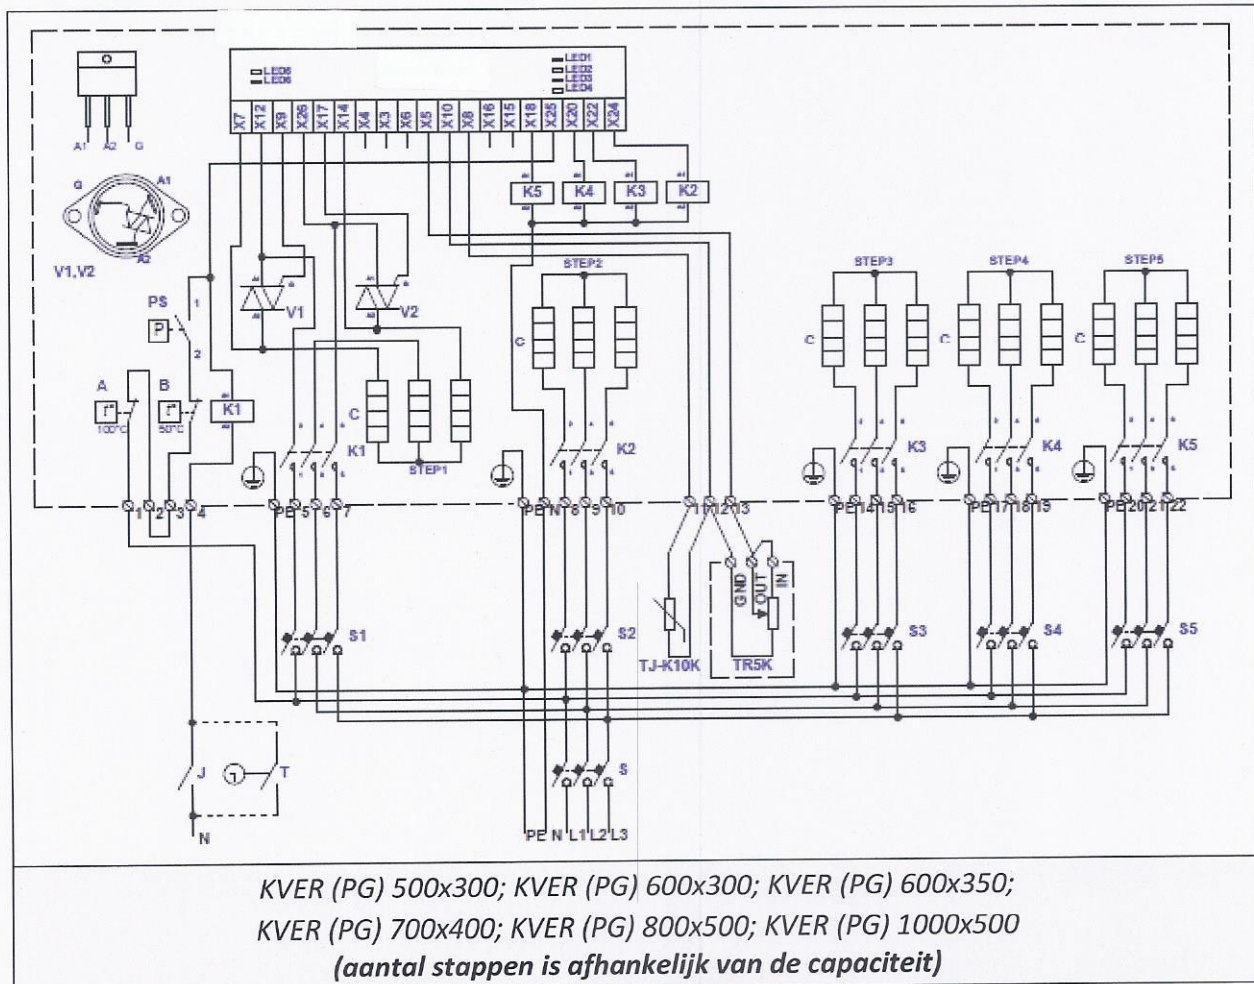 LED5
LED6
LED1
LED2
LED3
LED4
X7 X12 X9 X26 X17 X14 X4 X3 X6 X5 X10 X8 X16 X15 X18 X25 X20 X22 X24
A1 A2 G
G A1
A2
V1,V2
K5 K4 K3 K2
STEP2
STEP3
STEP4
STEP5
PS
1
P
2
V1
V2
A
t°
100°C
B
t°
50°C
K1
C
K1
STEP1
C
K2
C
K3
C
K4
C
K5
1 2 3 4 PE 5 6 7 PE N 8 9 10 11 12 13 PE 14 15 16 PE 17 18 19 PE 20 21 22
GND
OUT
IN
S1
S2
S3
S4
S5
TJ-K10K
TR5K
J
T
N
S
PE N L1 L2 L3
KVER (PG) 500x300; KVER (PG) 600x300; KVER (PG) 600x350;
KVER (PG) 700x400; KVER (PG) 800x500; KVER (PG) 1000x500
(aantal stappen is afhankelijk van de capaciteit)